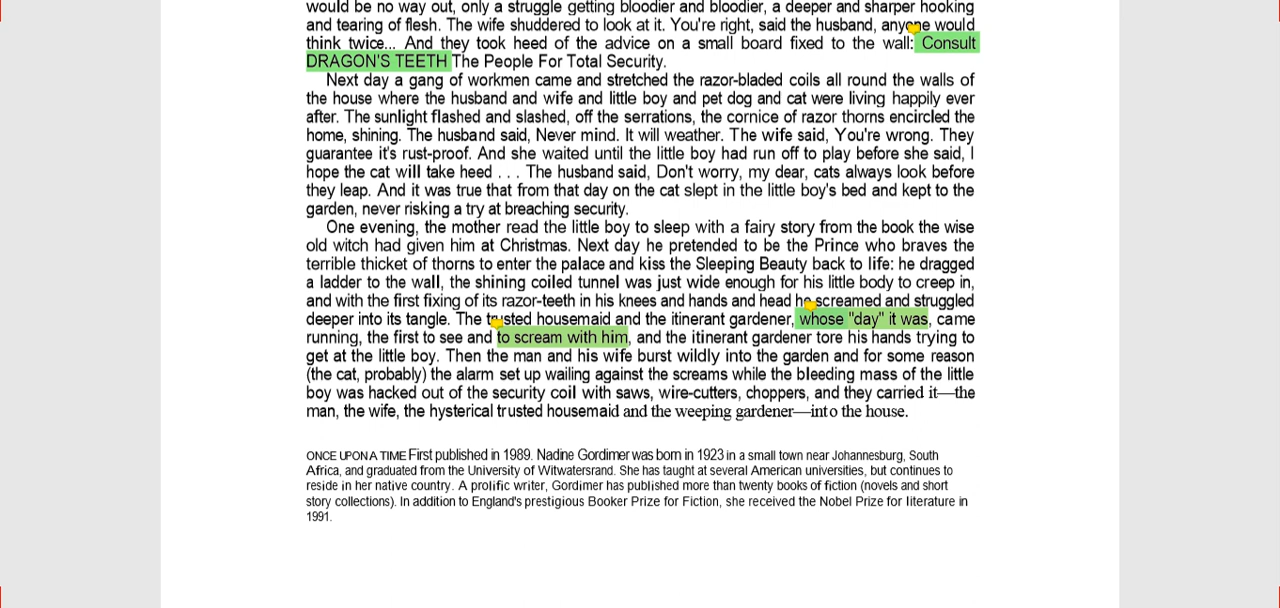 would be no way out, only a struggle getting bloodier and bloodier, a deeper and sharper hooking
and tearing of flesh. The wife shuddered to look at it. You're right, said the husband, anyone would
think twice... And they took heed of the advice on a small board fixed to the wall: Consult
DRAGON'S TEETH The People For Total Security.
Next day a gang of workmen came and stretched the razor-bladed coils all round the walls of
the house where the husband and wife and little boy and pet dog and cat were living happily ever
after. The sunlight flashed and slashed, off the serrations, the cornice of razor thorns encircled the
home, shining. The husband said, Never mind. It will weather. The wife said, You're wrong. They
guarantee it's rust-proof. And she waited until the little boy had run off to play before she said, I
hope the cat will take heed . . . The husband said, Don't worry, my dear, cats always look before
they leap. And it was true that from that day on the cat slept in the little boy's bed and kept to the
garden, never risking a try at breaching security.
One evening, the mother read the little boy to sleep with a fairy story from the book the wise
old witch had given him at Christmas. Next day he pretended to be the Prince who braves the
terrible thicket of thorns to enter the palace and kiss the Sleeping Beauty back to life: he dragged
a ladder to the wall, the shining coiled tunnel was just wide enough for his little body to creep in,
and with the first fixing of its razor-teeth in his knees and hands and head he screamed and struggled
deeper into its tangle. The trusted housemaid and the itinerant gardener, whose "day" it was, came
running, the first to see and to scream with him, and the itinerant gardener tore his hands trying to
get at the little boy. Then the man and his wife burst wildly into the garden and for some reason
(the cat, probably) the alarm set up wailing against the screams while the bleeding mass of the little
boy was hacked out of the security coil with saws, wire-cutters, choppers, and they carried it—the
man, the wife, the hysterical trusted housemaid and the weeping gardener—into the house.
ONCE UPON A TIME First published in 1989. Nadine Gordimer was born in 1923 in a small town near Johannesburg, South
Africa, and graduated from the University of Witwatersrand. She has taught at several American universities, but continues to
reside in her native country. A prolific writer, Gordimer has published more than twenty books of fiction (novels and short
story collections). In addition to England's prestigious Booker Prize for Fiction, she received the Nobel Prize for literature in
1991.